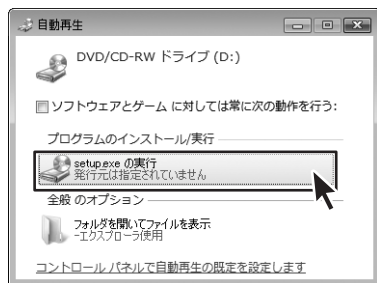 自動再生
DVD/CD-RW ドライブ (D:)
ソフトウェアとゲーム に対しては常に次の動作を行う:
プログラムのインストール/実行
setup.exe の実行
発行元は指定されていません
全般 のオプション
フォルダを開いてファイルを表示
-エクスプローラ使用
コントロール パネルで自動再生の既定を設定します